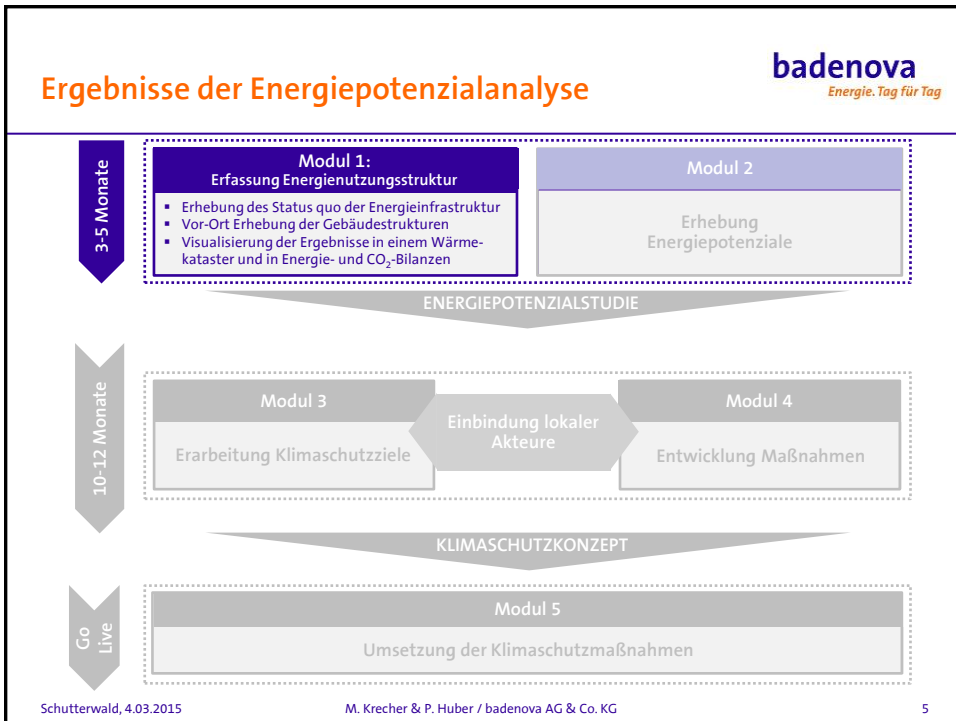 Ergebnisse der Energiepotenzialanalyse
badenova
Energie. Tag für Tag
3-5 Monate
Modul 1:
Erfassung Energienutzungsstruktur
▪ Erhebung des Status quo der Energieinfrastruktur
▪ Vor-Ort Erhebung der Gebäudestrukturen
▪ Visualisierung der Ergebnisse in einem Wärme-
kataster und in Energie- und CO₂-Bilanzen
Modul 2
Erhebung
Energiepotenziale
ENERGIEPOTENZIALSTUDIE
10-12 Monate
Modul 3
Erarbeitung Klimaschutzziele
Einbindung lokaler
Akteure
Modul 4
Entwicklung Maßnahmen
KLIMASCHUTZKONZEPT
Go
Live
Modul 5
Umsetzung der Klimaschutzmaßnahmen
Schutterwald, 4.03.2015
M. Krecher & P. Huber / badenova AG & Co. KG
5